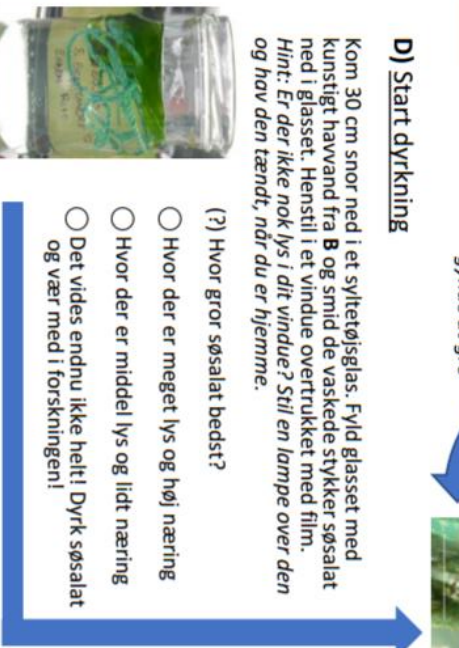 D) Start dyrkning
Kom 30 cm snor ned i et syltetøjsglas. Fyld glasset med
kunstigt havvand fra B og smid de vaskede stykker søsalat
ned i glasset. Henstil i et vindue overtrukket med film.
Hint: Er der ikke nok lys i dit vindue? Stil en lampe over den
og hav den tændt, når du er hjemme.
(?) Hvor gror søsalat bedst?
Hvor der er meget lys og høj næring
Hvor der er middel lys og lidt næring
Det vides endnu ikke helt! Dyrk søsalat
og vær med i forskningen!